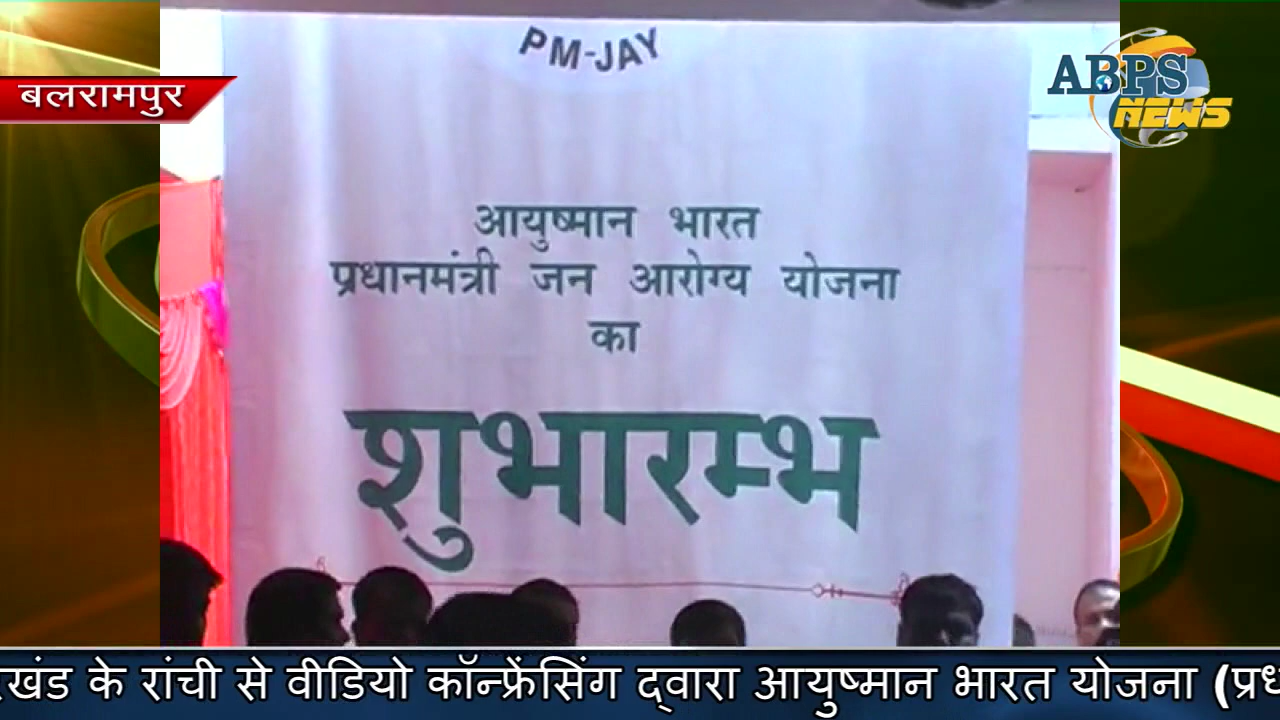 PM-JAY
बलरामपुर
ABPS
NEWS
आयुष्मान भारत
प्रधानमंत्री जन आरोग्य योजना
का
शुभारम्भ
के रांची से वीडियो कॉन्फ्रेंसिंग द्वारा आयुष्मान भारत योजना